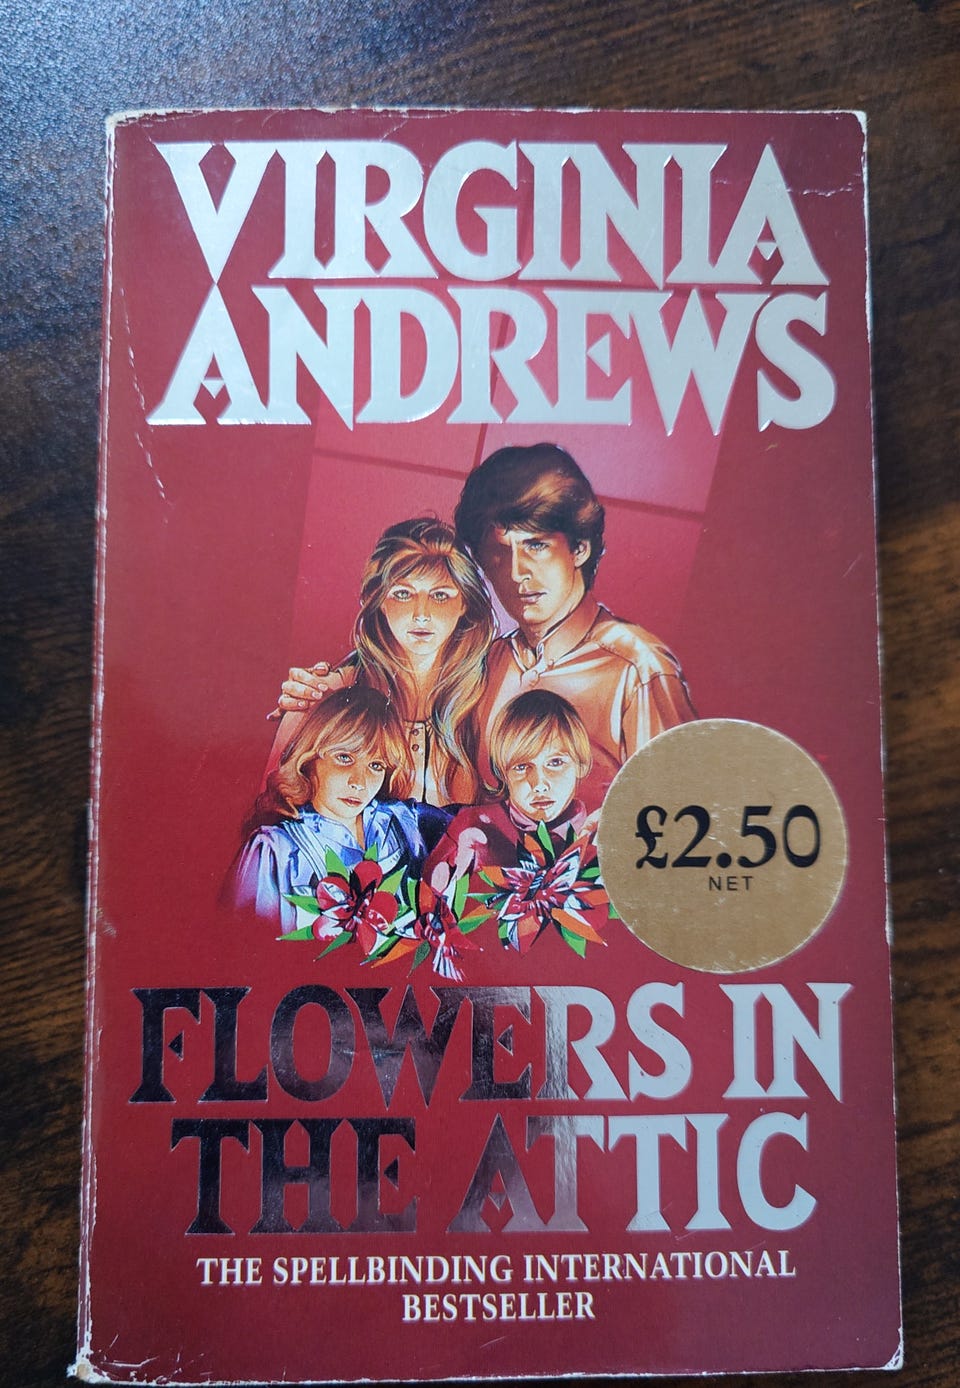 VIRGINIA
ANDREWS
£2.50
NET
FLOWERS IN
THE ATTIC
THE SPELLBINDING INTERNATIONAL
BESTSELLER